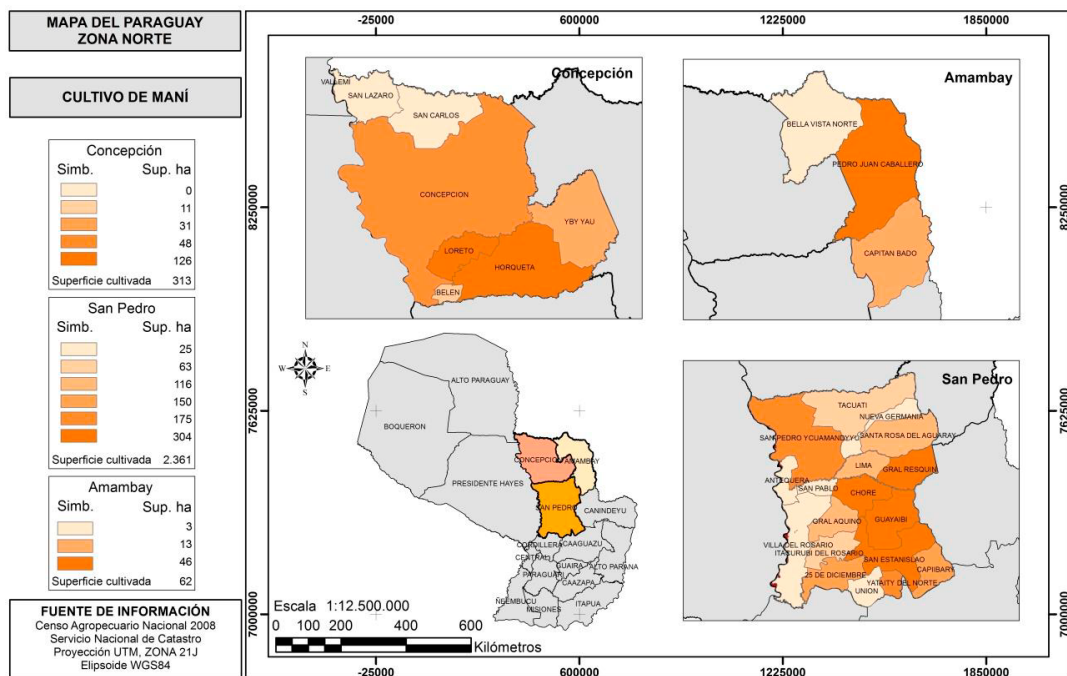 MAPA DEL PARAGUAY
ZONA NORTE
CULTIVO DE MANÍ
Concepción
Simb. Sup. ha
0
11
31
48
126
Superficie cultivada 313
San Pedro
Simb. Sup. ha
25
63
116
150
175
304
Superficie cultivada 2.361
Amambay
Simb. Sup. ha
3
13
46
Superficie cultivada 62
FUENTE DE INFORMACIÓN
Censo Agropecuario Nacional 2008
Servicio Nacional de Catastro
Proyección UTM, ZONA 21J
Elipsoide WGS84
-25000 600000 1225000 1850000
8250000
7625000
7000000
Concepción
VALLEMI
SAN LAZARO
SAN CARLOS
CONCEPCION
YBY YAU
LORETO
HORQUETA
BELEN
Amambay
BELLA VISTA NORTE
PEDRO JUAN CABALLERO
CAPITAN BADO
N
W E
S
ALTO PARAGUAY
BOQUERON
CONCEPCION
AMAMBAY
PRESIDENTE HAYES
SAN PEDRO
CANINDEYU
CORDILLERA
CAAGUAZU
CENTRAL
GUAIRA
ALTO PARANA
PARAGUARI
CAAZAPA
ÑEEMBUCU
MISIONES
ITAPUA
Escala 1:12.500.000
0 100 200 400 600
Kilómetros
San Pedro
TACUATI
NUEVA GERMANIA
SAN PEDRO YCUAMANDYYU
SANTA ROSA DEL AGUARAY
LIMA
GRAL RESQUIN
ANTEQUERA
SAN PABLO
CHORE
GRAL AQUINO
GUAYAIBI
VILLA DEL ROSARIO
ITAKURUBI DEL ROSARIO
SAN ESTANISLAO
25 DE DICIEMBRE
CAPIIBARY
YATAITY DEL NORTE
UNION
-25000 600000 1225000 1850000
8250000
7625000
7000000